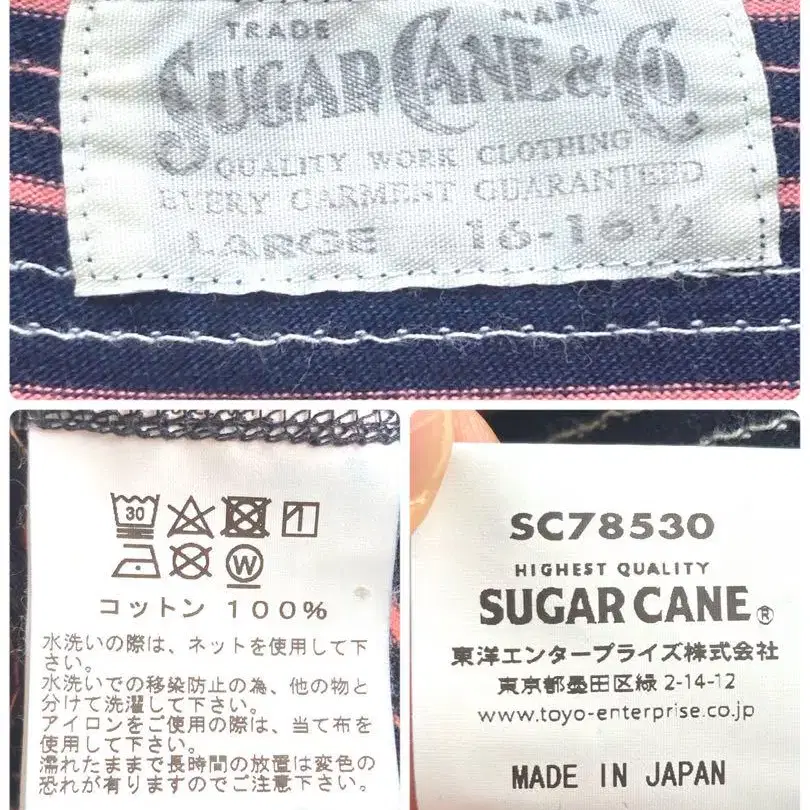 TRADE MARK
SUGAR CANE & Co.
QUALITY WORK CLOTHING
EVERY GARMENT GUARANTEED
LARGE 16-16½
30
W
コットン 100%
水洗いの際は、ネットを使用して下
さい。
水洗いでの移染防止の為、他の物と
分けて洗濯して下さい。
アイロンをご使用の際は、当て布を
使用して下さい。
濡れたままで長時間の放置は変色の
恐れが有りますのでご注意下さい。
SC78530
HIGHEST QUALITY
SUGAR CANE®
東洋エンタープライズ株式会社
東京都墨田区緑 2-14-12
www.toyo-enterprise.co.jp
MADE IN JAPAN